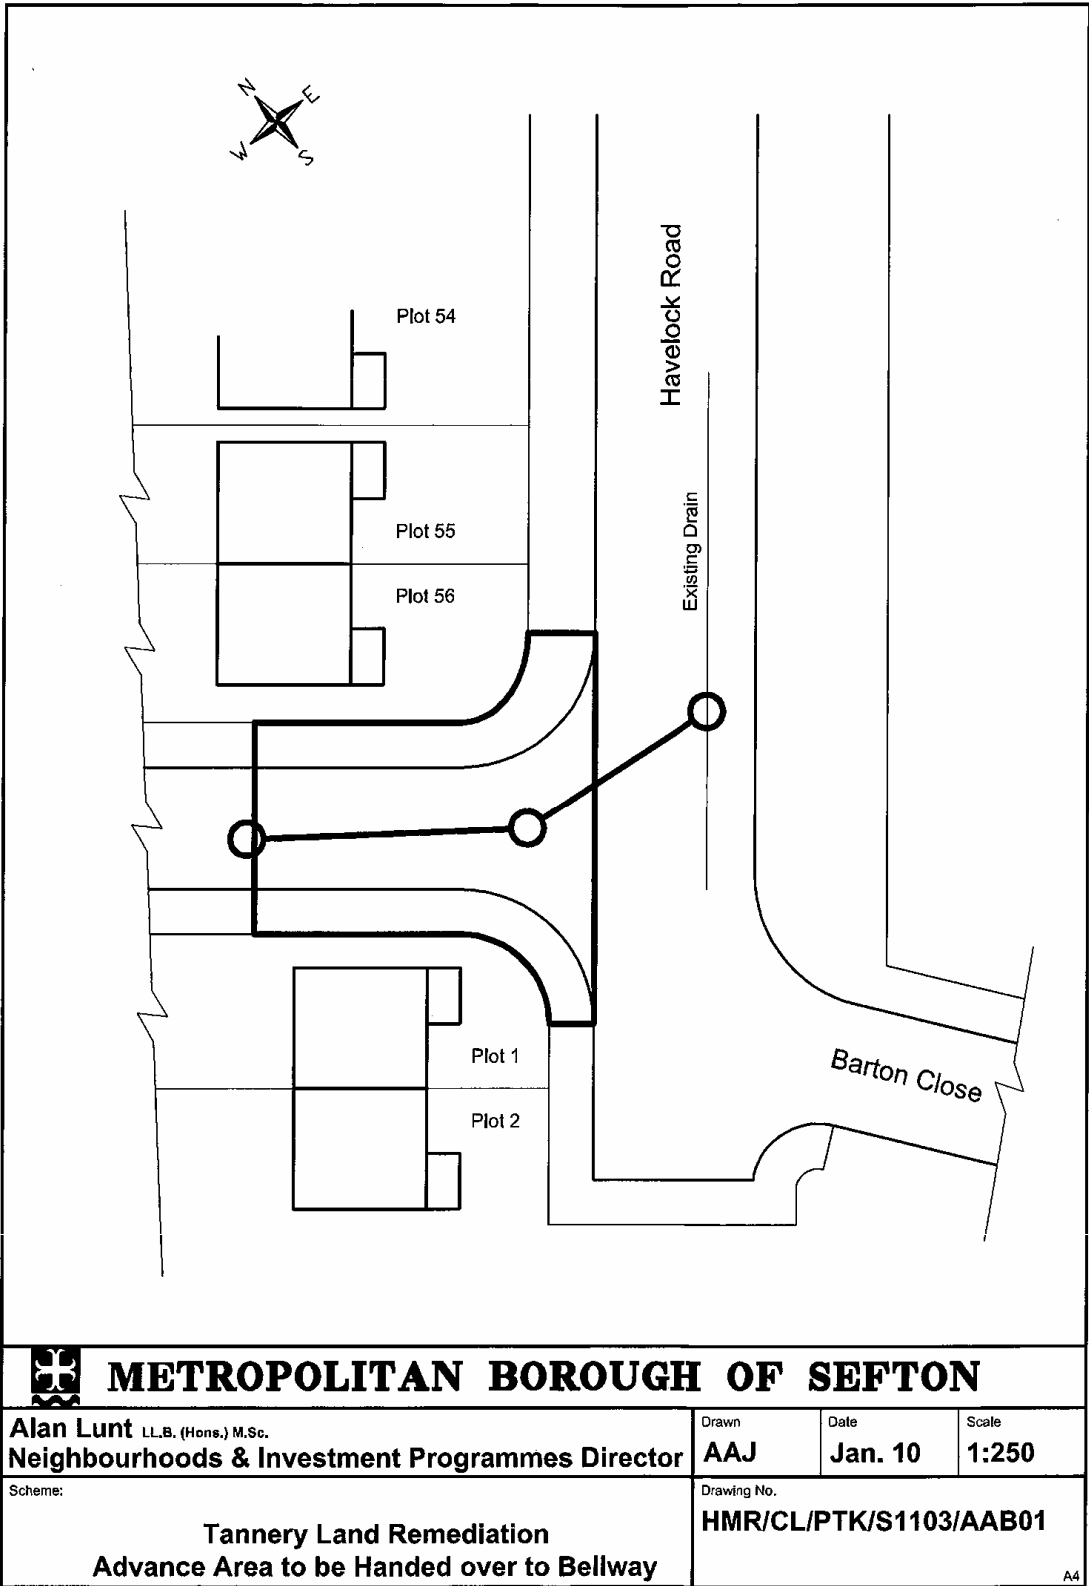 N
E
W
S
Plot 54
Havelock Road
Existing Drain
Plot 55
Plot 56
Plot 1
Plot 2
Barton Close
METROPOLITAN BOROUGH OF SEFTON
Alan Lunt LL.B. (Hons.) M.Sc.
Neighbourhoods & Investment Programmes Director
Drawn
AAJ
Date
Jan. 10
Scale
1:250
Scheme:
Tannery Land Remediation
Advance Area to be Handed over to Bellway
Drawing No.
HMR/CL/PTK/S1103/AAB01
A4